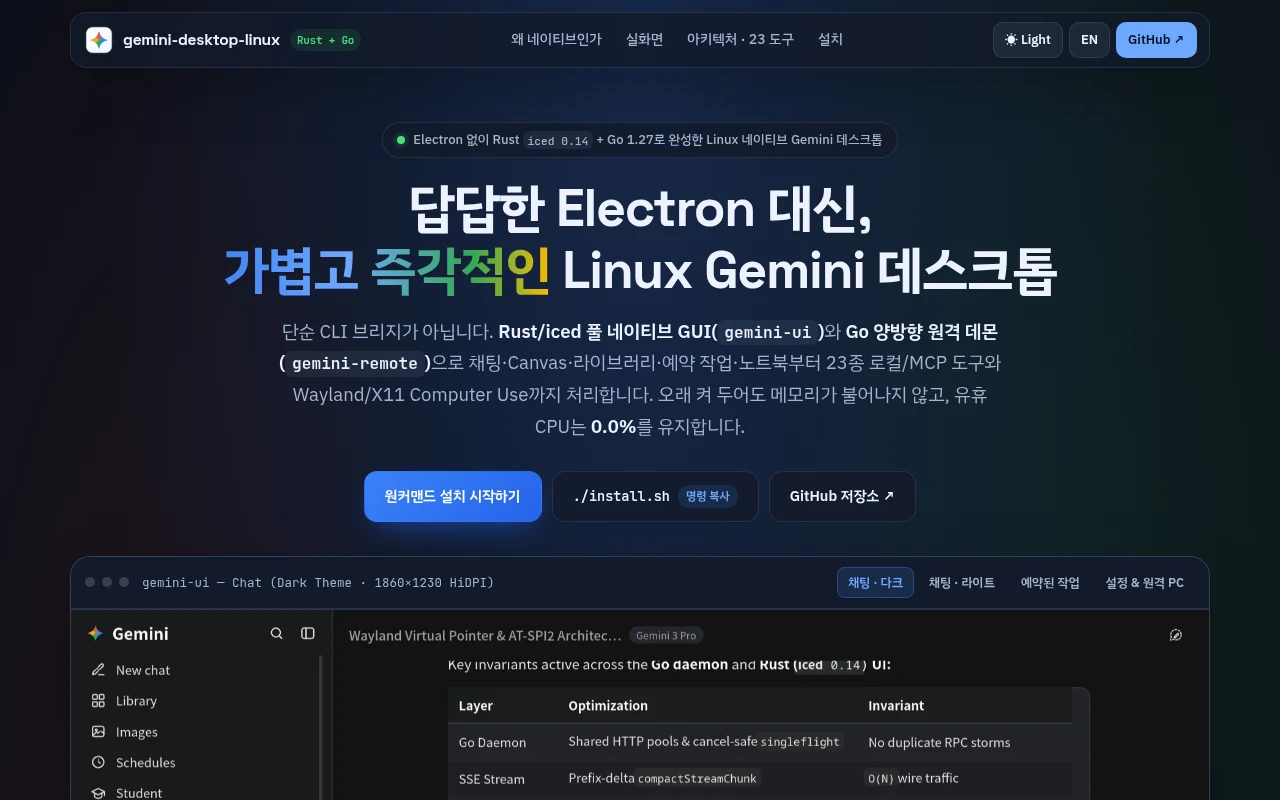 gemini-desktop-linux Rust + Go 왜 네이티브인가 실화면 아키텍처 · 23 도구 설치 Light EN GitHub ↗
Electron 없이 Rust iced 0.14 + Go 1.27로 완성한 Linux 네이티브 Gemini 데스크톱
답답한 Electron 대신,
가볍고 즉각적인 Linux Gemini 데스크톱
단순 CLI 브리지가 아닙니다. Rust/iced 풀 네이티브 GUI( gemini-ui )와 Go 양방향 원격 데몬
( gemini-remote )으로 채팅·Canvas·라이브러리·예약 작업·노트북부터 23종 로컬/MCP 도구와
Wayland/X11 Computer Use까지 처리합니다. 오래 켜 두어도 메모리가 불어나지 않고, 유휴
CPU는 0.0%를 유지합니다.
원커맨드 설치 시작하기 ./install.sh 명령 복사 GitHub 저장소 ↗
gemini-ui — Chat (Dark Theme · 1860×1230 HiDPI) 채팅 · 다크 채팅 · 라이트 예약된 작업 설정 & 원격 PC
Gemini
New chat
Library
Images
Schedules
Student
Wayland Virtual Pointer & AT-SPI2 Architec… Gemini 3 Pro
Key invariants active across the Go daemon and Rust (iced 0.14) UI:
Layer Optimization Invariant
Go Daemon Shared HTTP pools & cancel-safe singleflight No duplicate RPC storms
SSE Stream Prefix-delta compactStreamChunk O(N) wire traffic